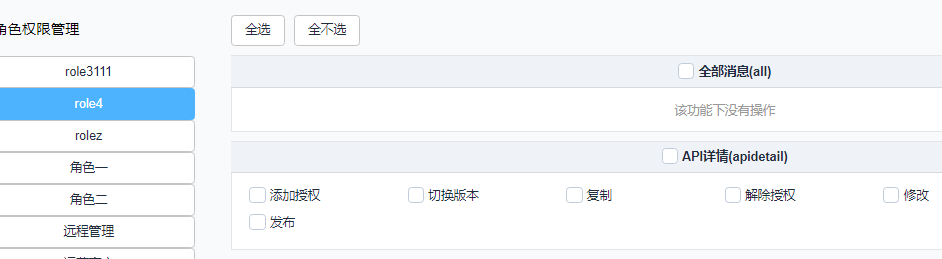 角色权限管理
全选 全不选
role3111
role4
rolez
角色一
角色二
远程管理
全部消息(all)
该功能下没有操作
API详情(apidetail)
添加授权 切换版本 复制 解除授权 修改
发布